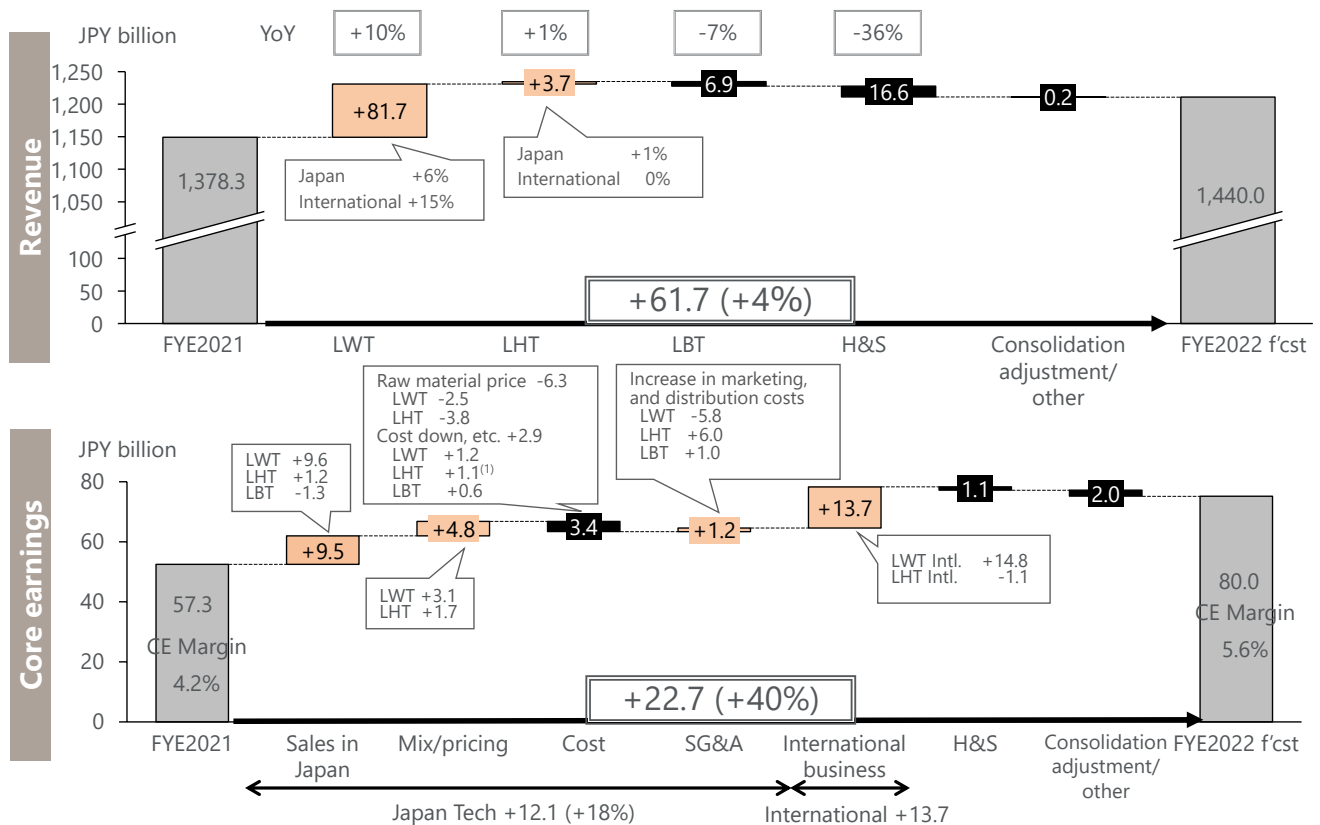 Revenue
JPY billion
YoY
+10%
+1%
-7%
-36%
1,250
1,200
1,150
1,100
1,050
100
50
0
1,378.3
+81.7
+3.7
6.9
16.6
0.2
1,440.0
Japan +6%
International +15%
Japan +1%
International 0%
+61.7 (+4%)
FYE2021
LWT
LHT
LBT
H&S
Consolidation
adjustment/
other
FYE2022 f'cst
Core earnings
JPY billion
80
60
40
20
0
LWT +9.6
LHT +1.2
LBT -1.3
Raw material price -6.3
LWT -2.5
LHT -3.8
Cost down, etc. +2.9
LWT +1.2
LHT +1.1(1)
LBT +0.6
Increase in marketing,
and distribution costs
LWT -5.8
LHT +6.0
LBT +1.0
57.3
CE Margin
4.2%
+9.5
+4.8
3.4
+1.2
+13.7
1.1
2.0
80.0
CE Margin
5.6%
LWT +3.1
LHT +1.7
LWT Intl. +14.8
LHT Intl. -1.1
+22.7 (+40%)
FYE2021
Sales in
Japan
Mix/pricing
Cost
SG&A
International
business
H&S
Consolidation
adjustment/
other
FYE2022 f'cst
Japan Tech +12.1 (+18%)
International +13.7